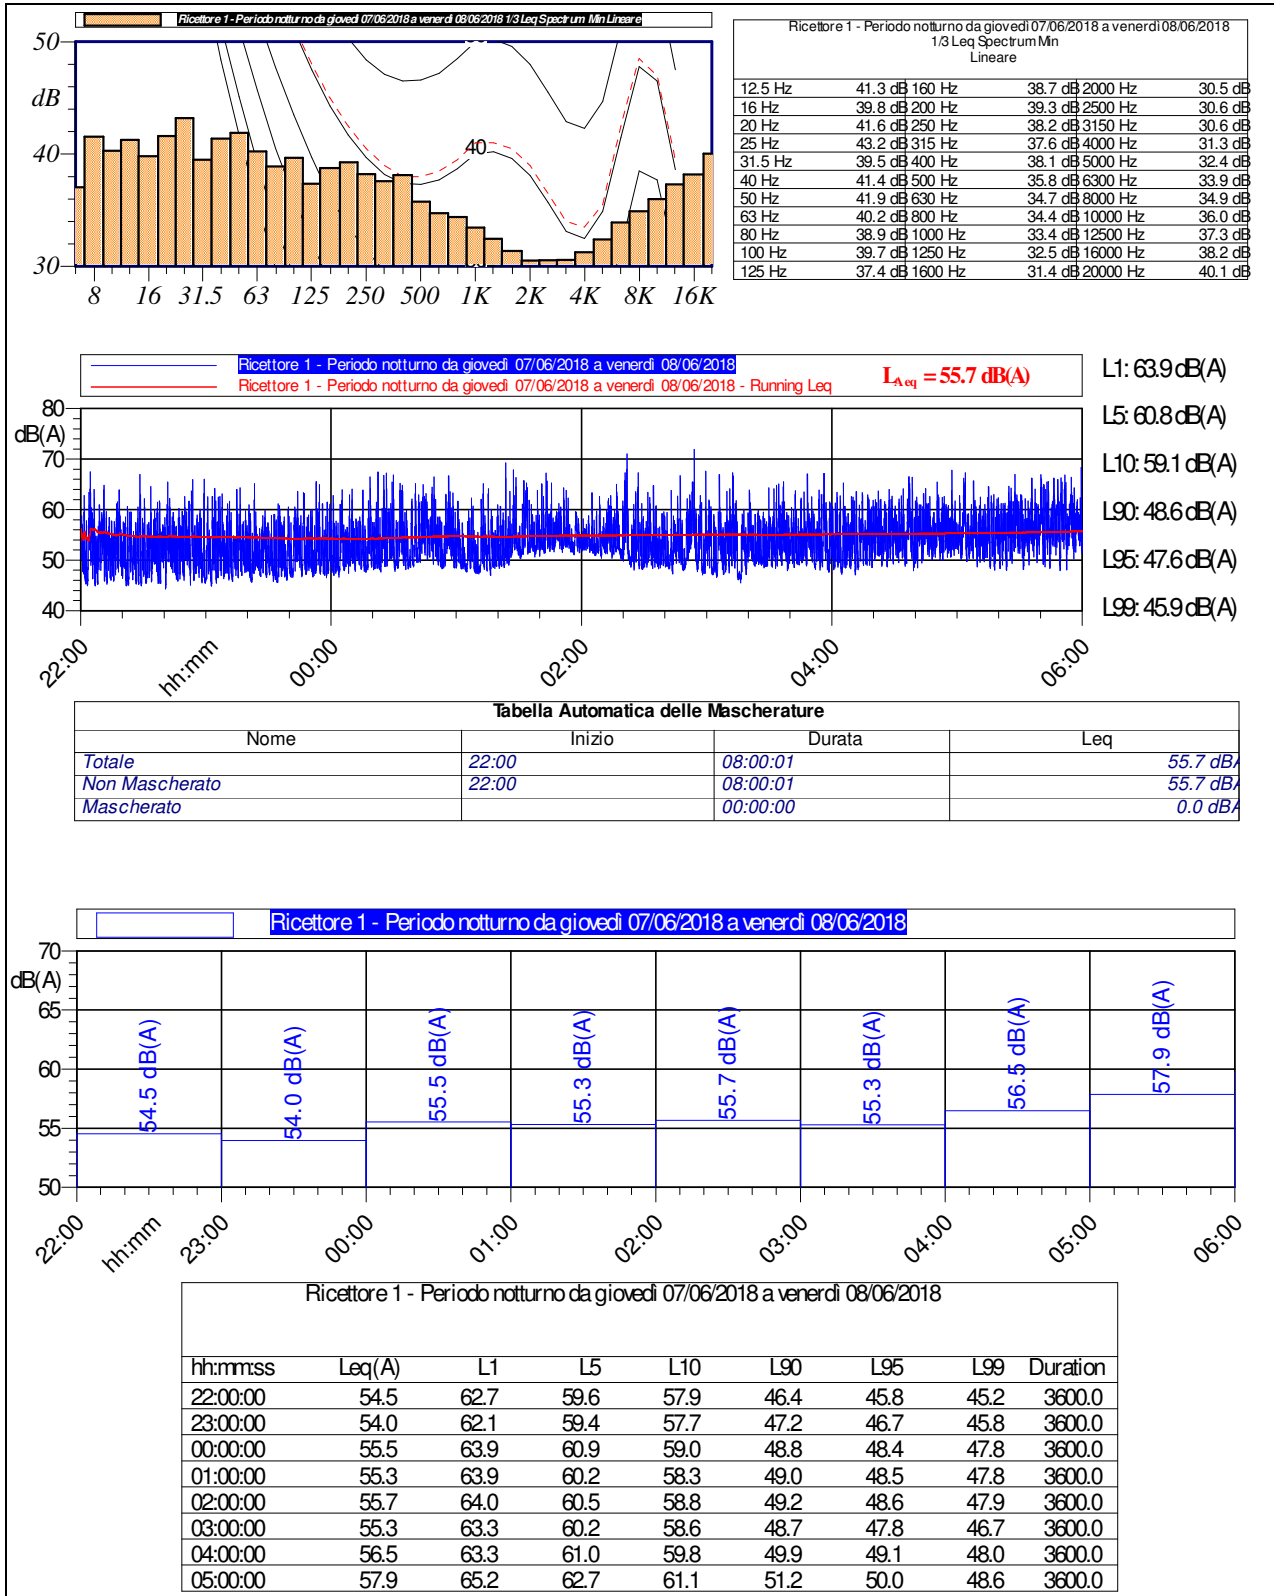 Ricettore 1 - Periodo notturno da giovedì 07/06/2018 a venerdì 08/06/2018 1/3 Leq Spectrum Min Lineare
50
dB
40
30
40
8 16 31.5 63 125 250 500 1K 2K 4K 8K 16K
Ricettore 1 - Periodo notturno da giovedì 07/06/2018 a venerdì 08/06/2018
1/3 Leq Spectrum Min
Lineare
12.5 Hz 41.3 dB 160 Hz 38.7 dB 2000 Hz 30.5 dB
16 Hz 39.8 dB 200 Hz 39.3 dB 2500 Hz 30.6 dB
20 Hz 41.6 dB 250 Hz 38.2 dB 3150 Hz 30.6 dB
25 Hz 43.2 dB 315 Hz 37.6 dB 4000 Hz 31.3 dB
31.5 Hz 39.5 dB 400 Hz 38.1 dB 5000 Hz 32.4 dB
40 Hz 41.4 dB 500 Hz 35.8 dB 6300 Hz 33.9 dB
50 Hz 41.9 dB 630 Hz 34.7 dB 8000 Hz 34.9 dB
63 Hz 40.2 dB 800 Hz 34.4 dB 10000 Hz 36.0 dB
80 Hz 38.9 dB 1000 Hz 33.4 dB 12500 Hz 37.3 dB
100 Hz 39.7 dB 1250 Hz 32.5 dB 16000 Hz 38.2 dB
125 Hz 37.4 dB 1600 Hz 31.4 dB 20000 Hz 40.1 dB
Ricettore 1 - Periodo notturno da giovedì 07/06/2018 a venerdì 08/06/2018
Ricettore 1 - Periodo notturno da giovedì 07/06/2018 a venerdì 08/06/2018 - Running Leq
LAeq = 55.7 dB(A)
80
dB(A)
70
60
50
40
22:00 hh:mm 00:00 02:00 04:00 06:00
L1: 63.9 dB(A)
L5: 60.8 dB(A)
L10: 59.1 dB(A)
L90: 48.6 dB(A)
L95: 47.6 dB(A)
L99: 45.9 dB(A)
Tabella Automatica delle Mascherature
Nome Inizio Durata Leq
Totale 22:00 08:00:01 55.7 dBA
Non Mascherato 22:00 08:00:01 55.7 dBA
Mascherato 00:00:00 0.0 dBA
Ricettore 1 - Periodo notturno da giovedì 07/06/2018 a venerdì 08/06/2018
70
dB(A)
65
60
55
50
54.5 dB(A) 54.0 dB(A) 55.5 dB(A) 55.3 dB(A) 55.7 dB(A) 55.3 dB(A) 56.5 dB(A) 57.9 dB(A)
22:00 hh:mm 23:00 00:00 01:00 02:00 03:00 04:00 05:00 06:00
Ricettore 1 - Periodo notturno da giovedì 07/06/2018 a venerdì 08/06/2018
hh:mm:ss Leq(A) L1 L5 L10 L90 L95 L99 Duration
22:00:00 54.5 62.7 59.6 57.9 46.4 45.8 45.2 3600.0
23:00:00 54.0 62.1 59.4 57.7 47.2 46.7 45.8 3600.0
00:00:00 55.5 63.9 60.9 59.0 48.8 48.4 47.8 3600.0
01:00:00 55.3 63.9 60.2 58.3 49.0 48.5 47.8 3600.0
02:00:00 55.7 64.0 60.5 58.8 49.2 48.6 47.9 3600.0
03:00:00 55.3 63.3 60.2 58.6 48.7 47.8 46.7 3600.0
04:00:00 56.5 63.3 61.0 59.8 49.9 49.1 48.0 3600.0
05:00:00 57.9 65.2 62.7 61.1 51.2 50.0 48.6 3600.0